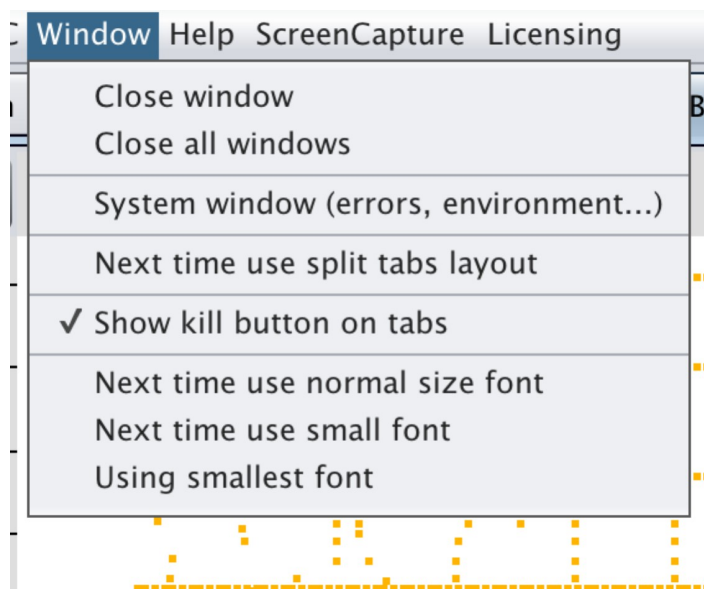 C Window Help ScreenCapture Licensing
Close window
B
Close all windows
System window (errors, environment...)
Next time use split tabs layout
Show kill button on tabs
Next time use normal size font
Next time use small font
Using smallest font